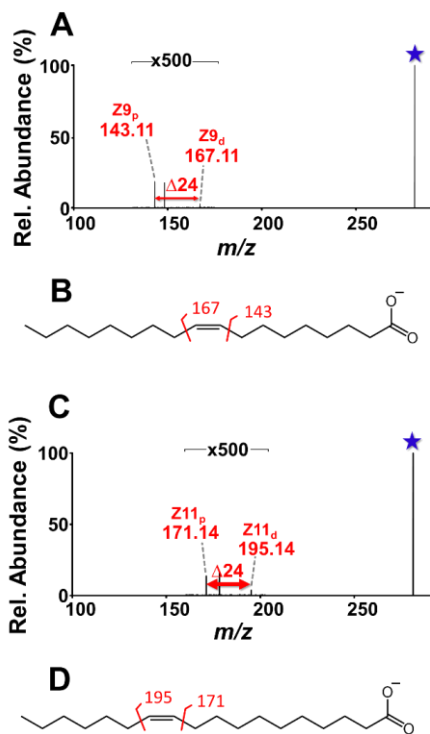 A
x500
Rel. Abundance (%)
100
50
0
Z9p
143.11
Z9d
167.11
Δ24
100
150
200
250
m/z
B
167
143
O⁻
O
C
x500
Rel. Abundance (%)
100
50
0
Z11p
171.14
Z11d
195.14
Δ24
100
150
200
250
m/z
D
195
171
O⁻
O